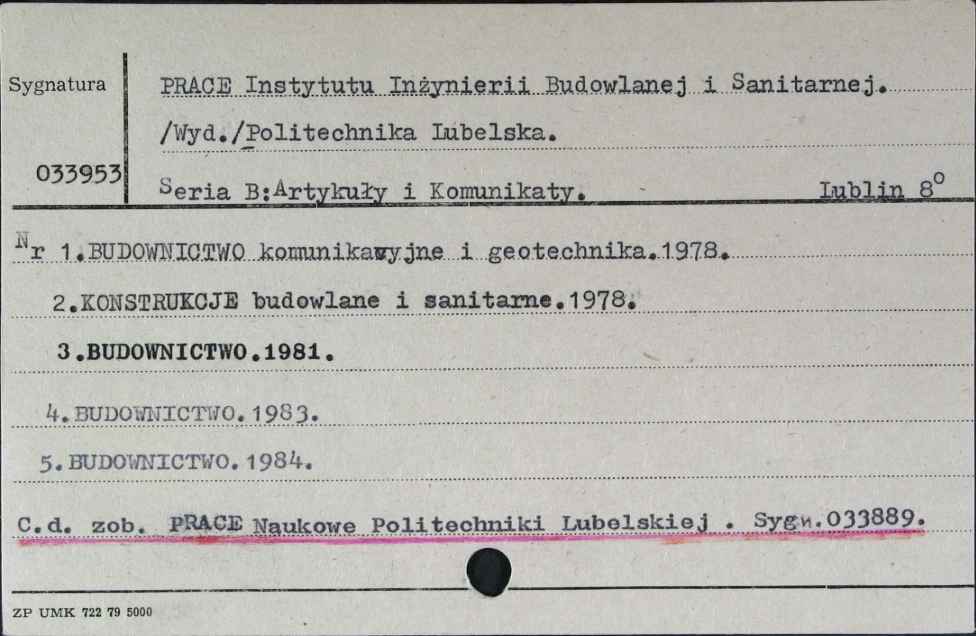 Sygnatura
PRACE Instytutu Inżynierii Budowlanej i Sanitarnej.
/Wyd./Politechnika Lubelska.
033953
Seria B:Artykuły i Komunikaty. Lublin 8°
Nr 1.BUDOWNICTWO komunikacyjne i geotechnika.1978.
2.KONSTRUKCJE budowlane i sanitarne.1978.
3.BUDOWNICTWO.1981.
4.BUDOWNICTWO.1983.
5.BUDOWNICTWO.1984.
C.d. zob. PRACE Naukowe Politechniki Lubelskiej . Sygn.033889.
ZP UMK 722 79 5000